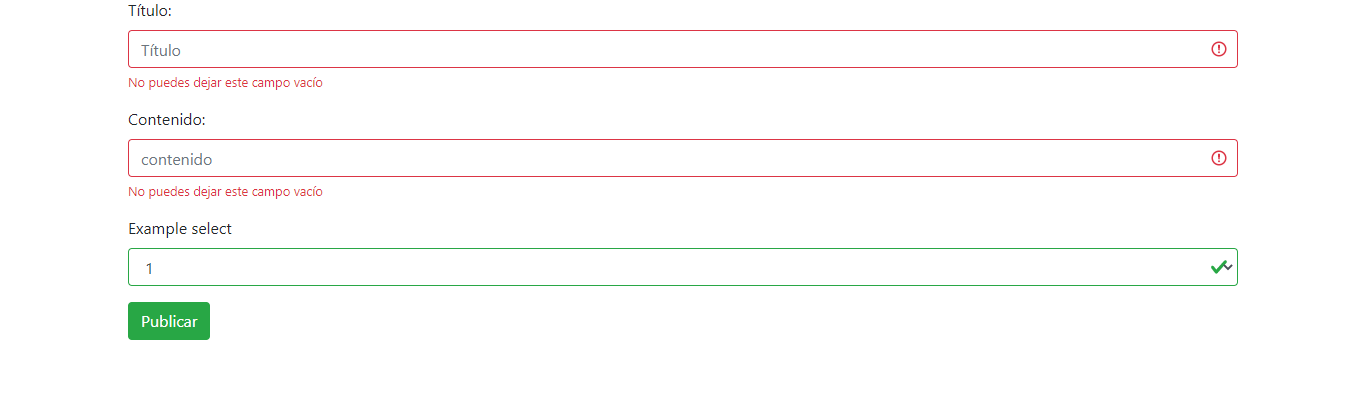 Título:
Título
No puedes dejar este campo vacío
Contenido:
contenido
No puedes dejar este campo vacío
Example select
1
Publicar